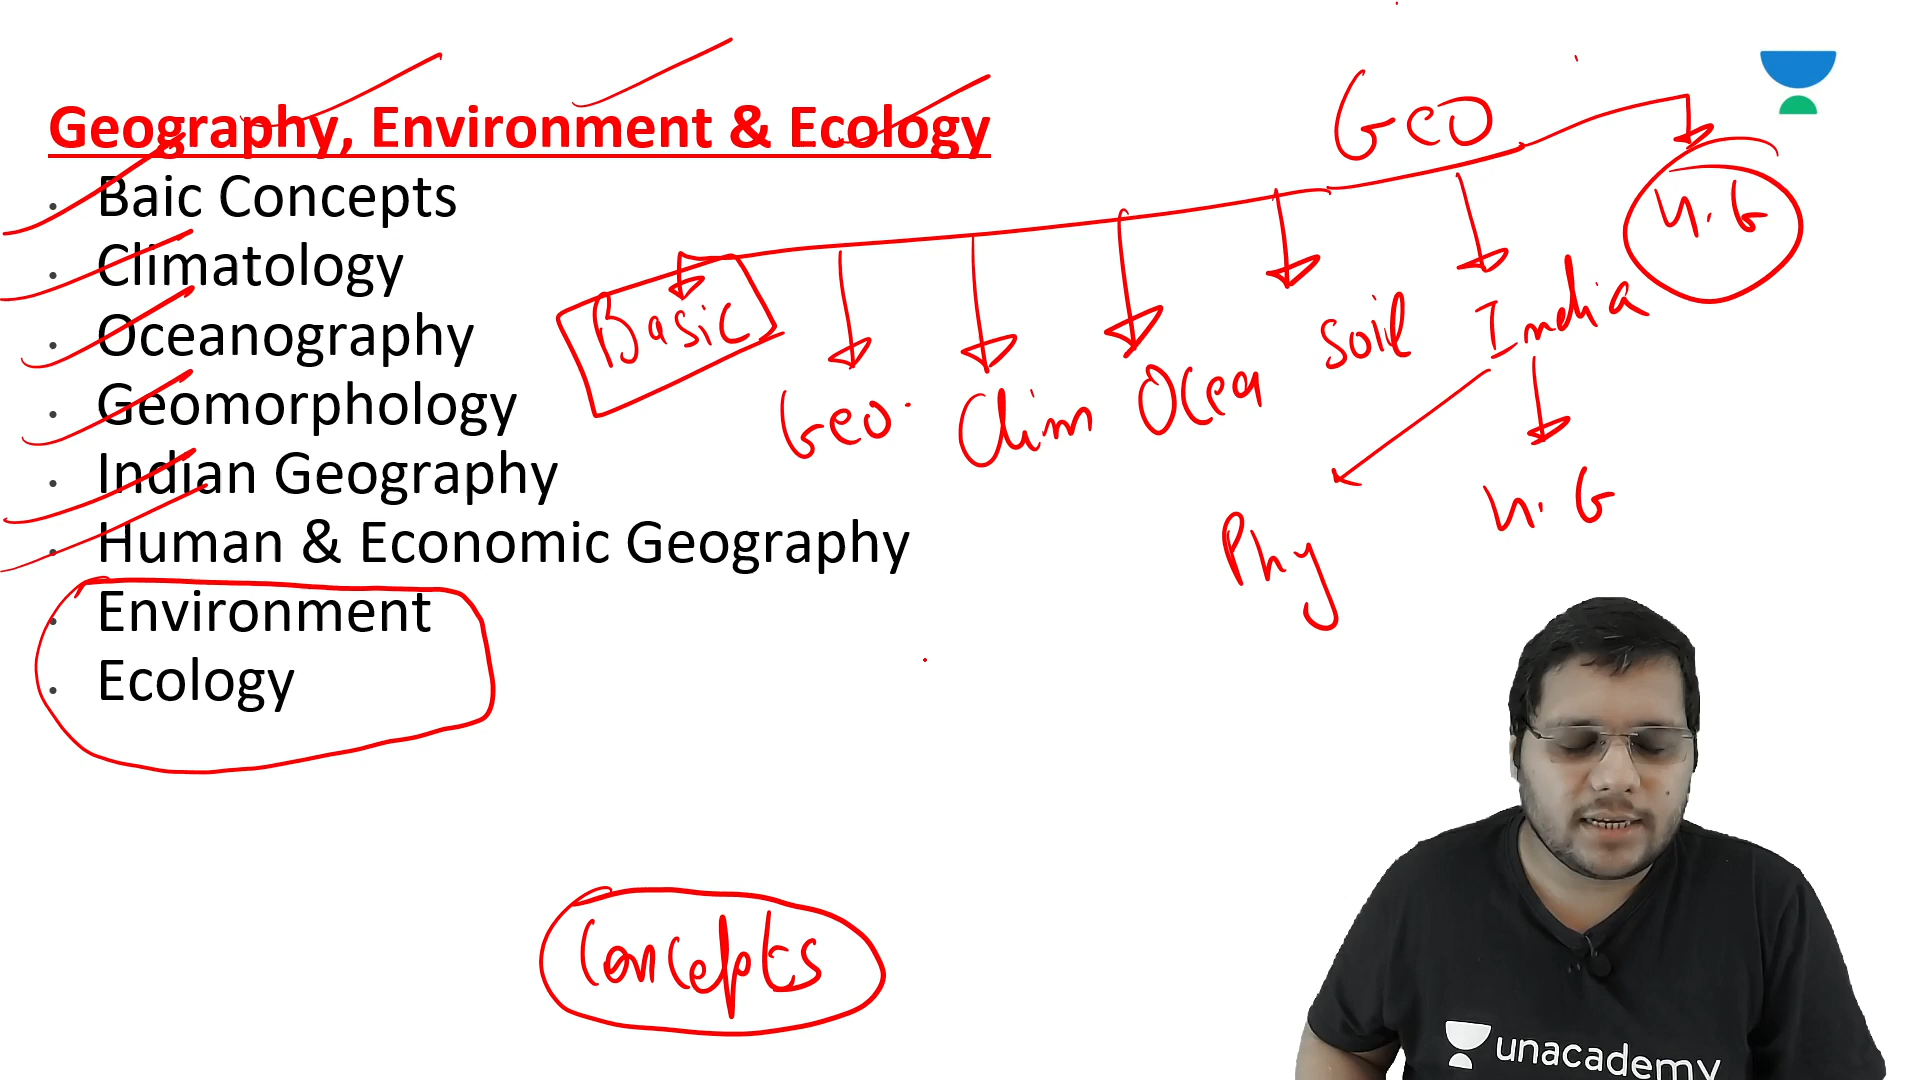 Geography, Environment & Ecology
Baic Concepts
Climatology
Oceanography
Geomorphology
Indian Geography
Human & Economic Geography
Environment
Ecology
Geo
Basic
Geo.
Clim
Ocea
Soil
India
H.G
Phy
H.G
Concepts
unacademy